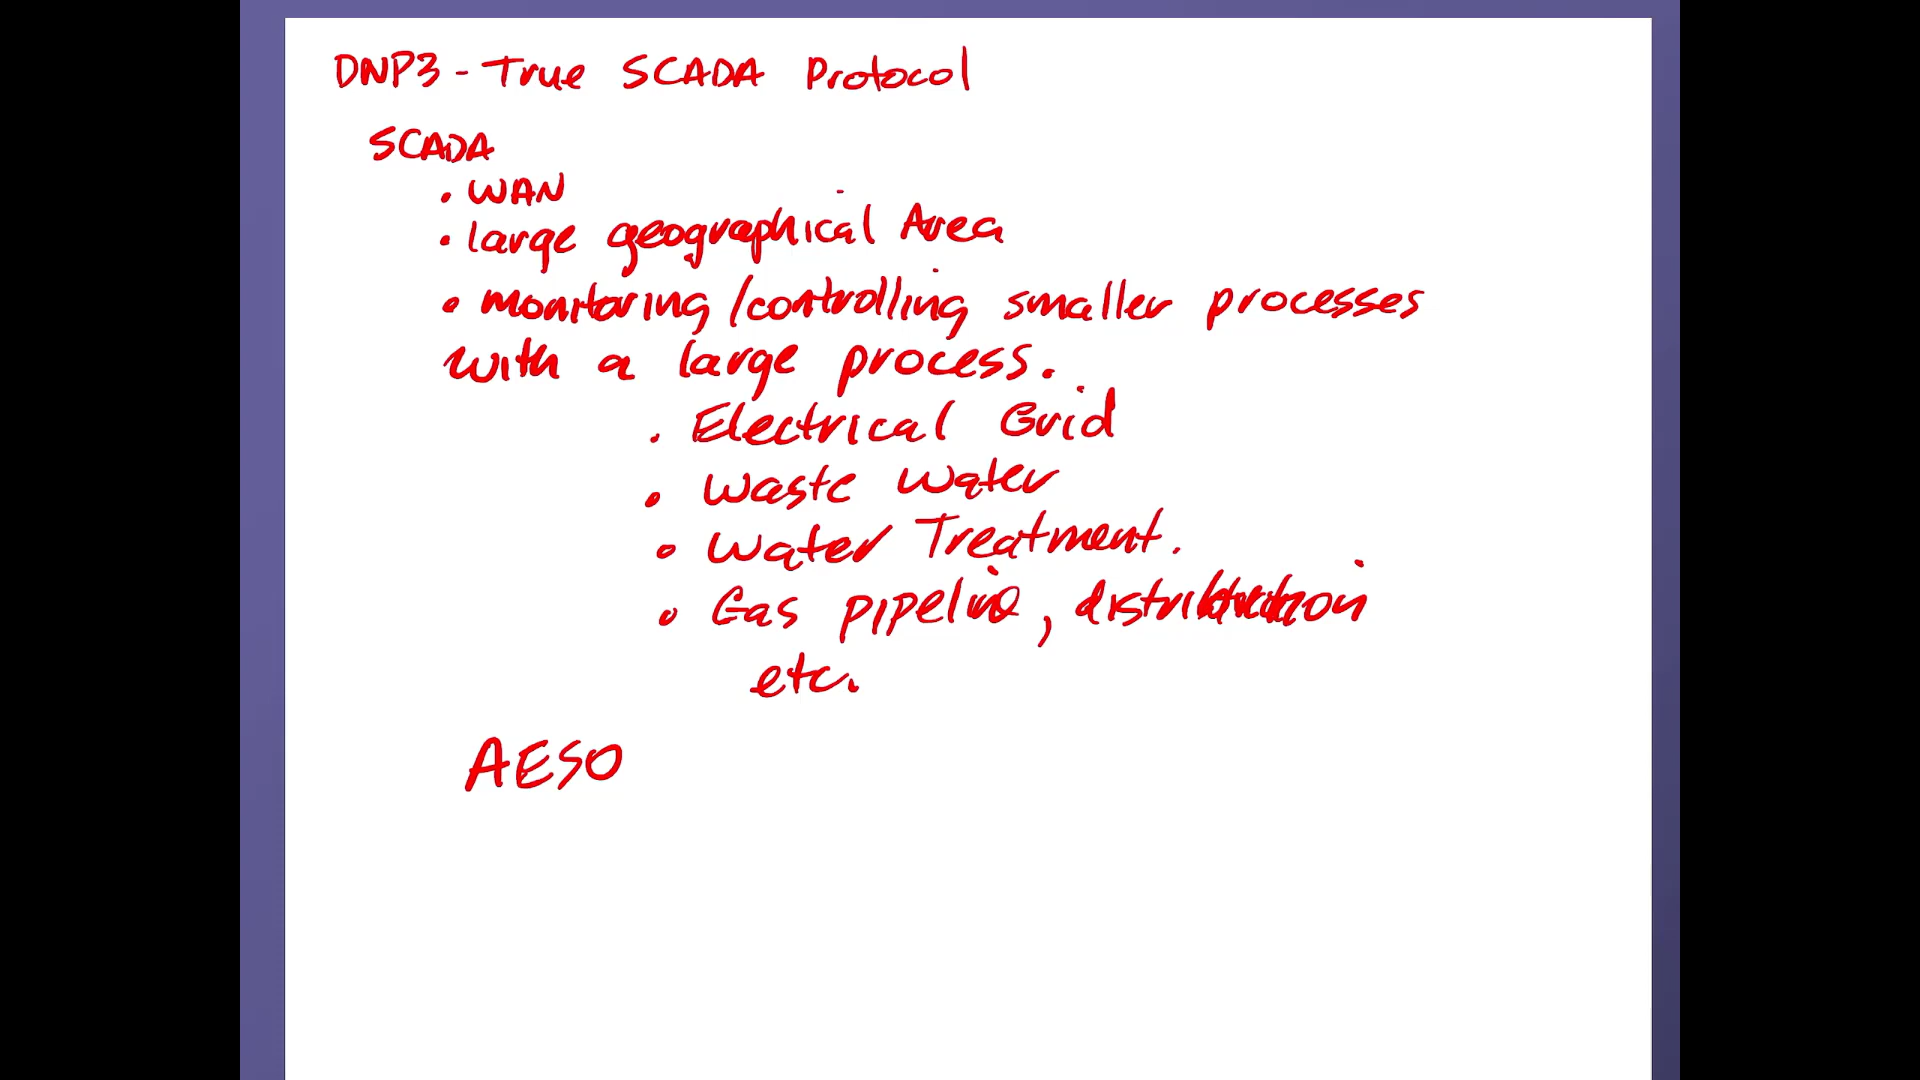 DNP3 - True SCADA Protocol
SCADA
• WAN
• large geographical Area
• monitoring/controlling smaller processes
with a large process.
• Electrical Grid
• Waste Water
• Water Treatment.
• Gas pipeline, distribution
etc.
AESO